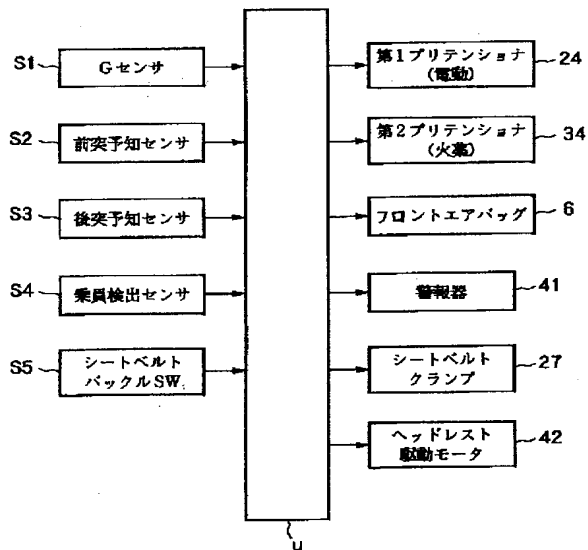 S1
Gセンサ
S2
前突予知センサ
S3
後突予知センサ
S4
乗員検出センサ
S5
シートベルト
バックルSW
第1プリテンショナ
(電動)
24
第2プリテンショナ
(火薬)
34
フロントエアバッグ
6
警報器
41
シートベルト
クランプ
27
ヘッドレスト
駆動モータ
42
U